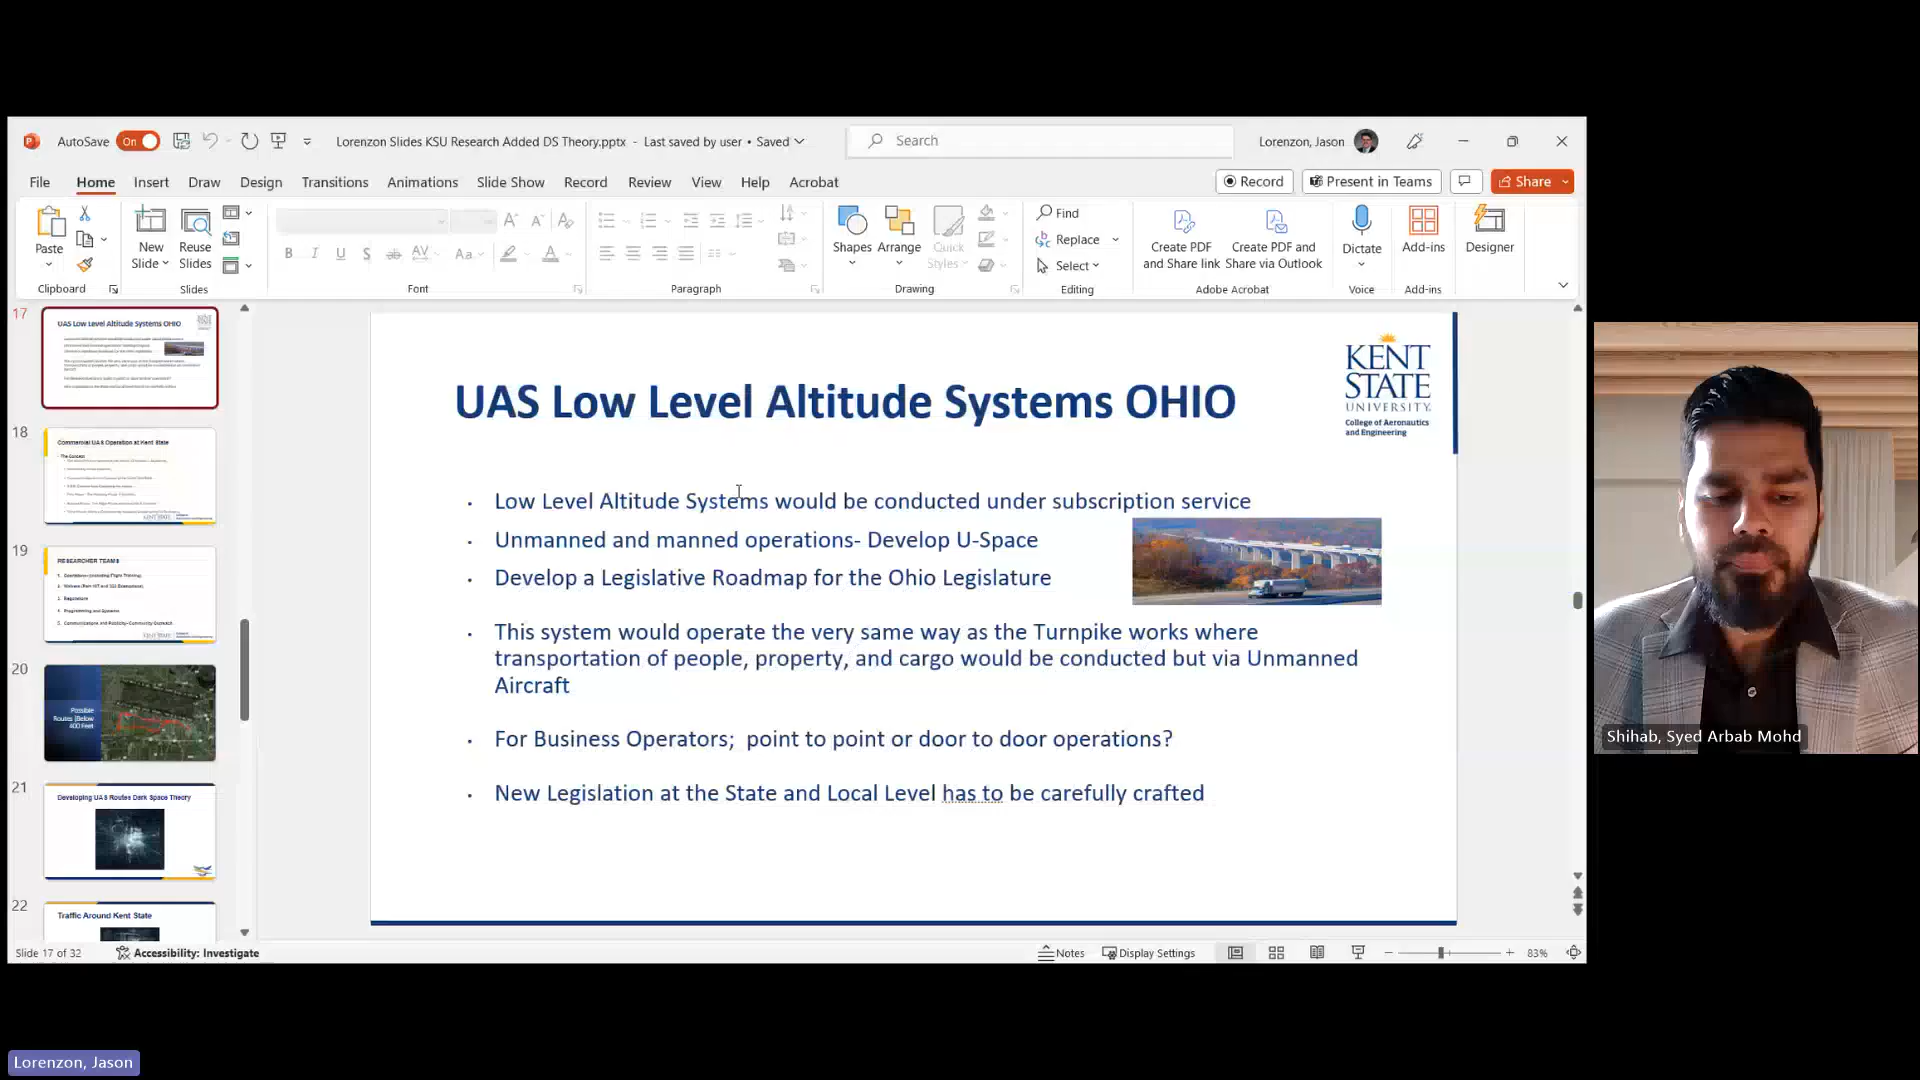 AutoSave On Lorenzon Slides KSU Research Added DS Theory.pptx - Last saved by user • Saved Search Lorenzon, Jason
File Home Insert Draw Design Transitions Animations Slide Show Record Review View Help Acrobat Record Present in Teams Share
Paste New Slide Reuse Slides Shapes Arrange Quick Styles Find
Replace
Select
Create PDF and Share link Create PDF and Share via Outlook Dictate Add-ins Designer
Clipboard Slides Font Paragraph Drawing Editing Adobe Acrobat Voice Add-ins
17
UAS Low Level Altitude Systems OHIO
18
Commercial UAS Operation at Kent State
The Concept
19
RESEARCHER TEAMS
20
Possible
Routes (Below
400 Feet
21
Developing UAS Routes Dark Space Theory
22
Traffic Around Kent State
UAS Low Level Altitude Systems OHIO
KENT
STATE
UNIVERSITY
College of Aeronautics
and Engineering
• Low Level Altitude Systems would be conducted under subscription service
• Unmanned and manned operations- Develop U-Space
• Develop a Legislative Roadmap for the Ohio Legislature
• This system would operate the very same way as the Turnpike works where
transportation of people, property, and cargo would be conducted but via Unmanned
Aircraft
• For Business Operators; point to point or door to door operations?
• New Legislation at the State and Local Level has to be carefully crafted
Shihab, Syed Arbab Mohd
Slide 17 of 32 Accessibility: Investigate Notes Display Settings 83%
Lorenzon, Jason